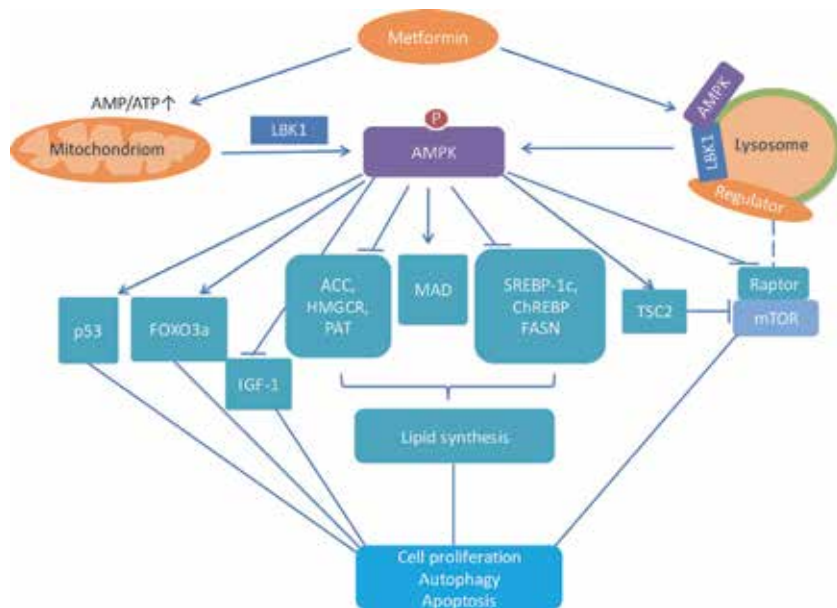 Metformin
AMP/ATP↑
Mitochondriom
LBK1
P
AMPK
AMPK
LBK1
Lysosome
Regulator
p53
FOXO3a
IGF-1
ACC,
HMGCR,
PAT
MAD
SREBP-1c,
ChREBP
FASN
TSC2
Raptor
mTOR
Lipid synthesis
Cell proliferation
Autophagy
Apoptosis